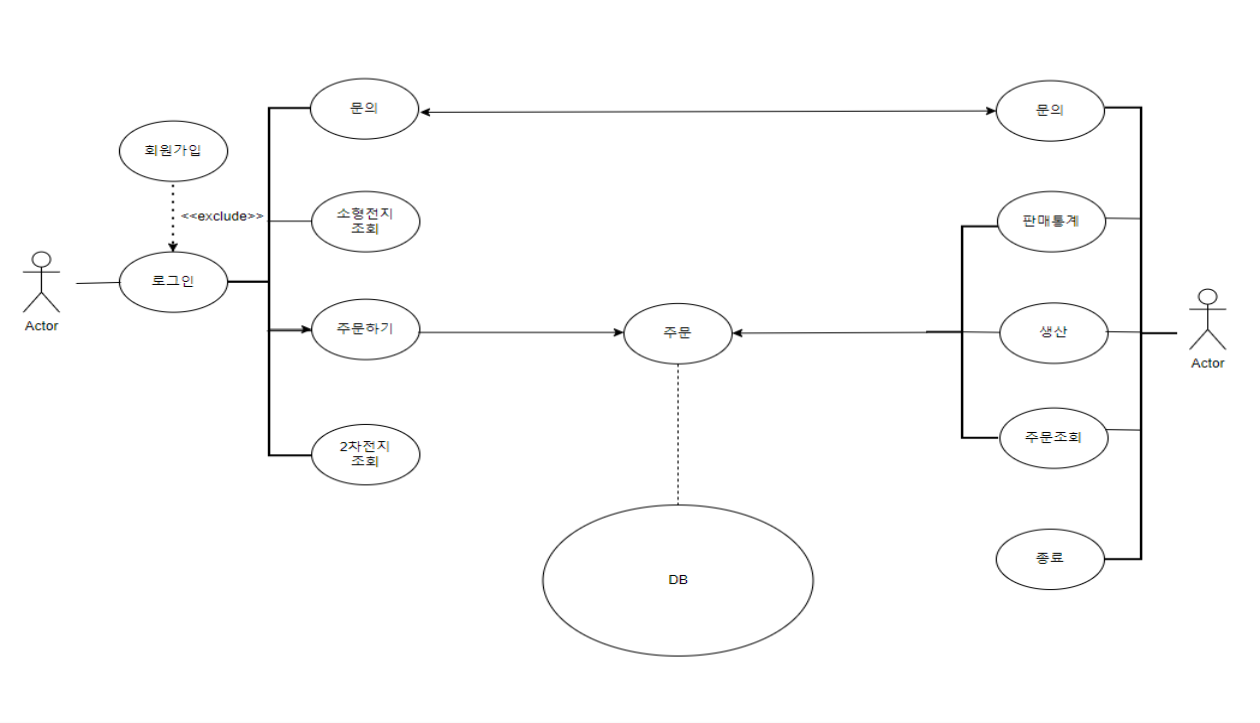 문의
문의
회원가입
<<exclude>>
소형전지
조회
판매통계
로그인
Actor
주문하기
주문
생산
Actor
2차전지
조회
주문조회
종료
DB